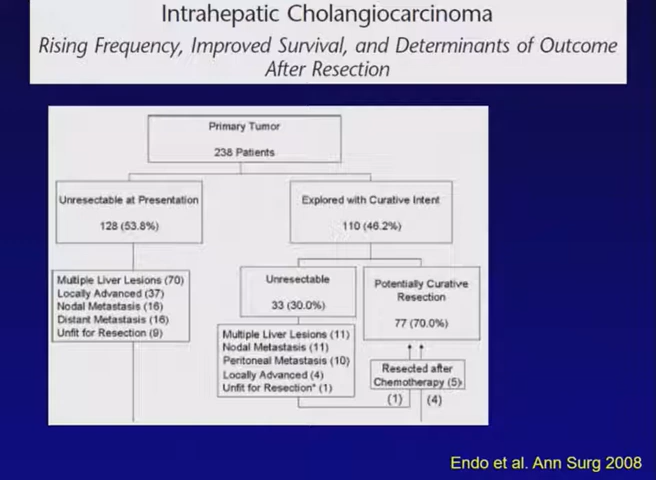 Intrahepatic Cholangiocarcinoma
Rising Frequency, Improved Survival, and Determinants of Outcome
After Resection
Primary Tumor
238 Patients
Unresectable at Presentation
128 (53.8%)
Explored with Curative Intent
110 (46.2%)
Multiple Liver Lesions (70)
Locally Advanced (37)
Nodal Metastasis (16)
Distant Metastasis (16)
Unfit for Resection (9)
Unresectable
33 (30.0%)
Potentially Curative
Resection
77 (70.0%)
Multiple Liver Lesions (11)
Nodal Metastasis (11)
Peritoneal Metastasis (10)
Locally Advanced (4)
Unfit for Resection* (1)
Resected after
Chemotherapy (5)
(1)
(4)
Endo et al. Ann Surg 2008